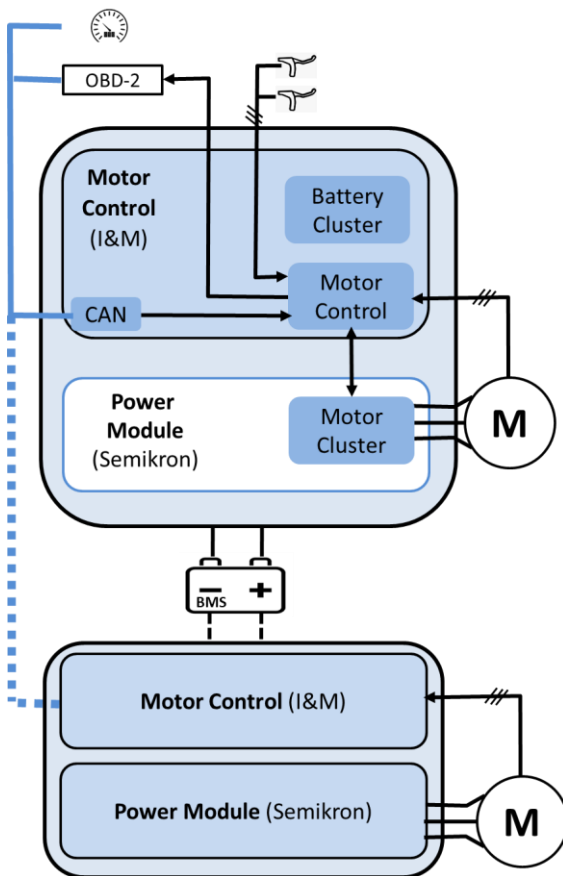 OBD-2
Motor
Control
(I&M)
Battery
Cluster
Motor
Control
CAN
Power
Module
(Semikron)
Motor
Cluster
M
BMS
Motor Control (I&M)
M
Power Module (Semikron)